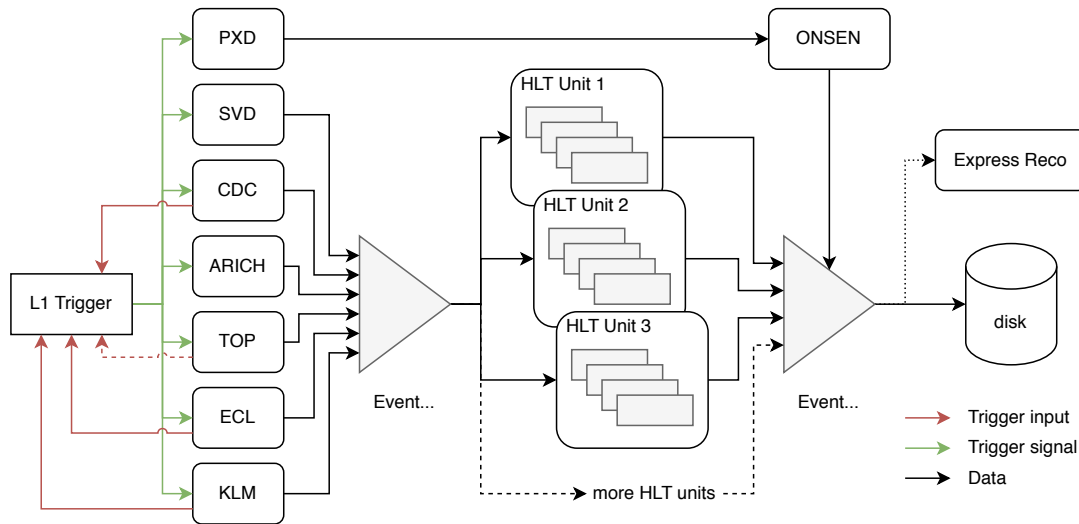 PXD
ONSEN
SVD
HLT Unit 1
Express Reco
CDC
HLT Unit 2
ARICH
L1 Trigger
TOP
HLT Unit 3
disk
Event...
Event...
ECL
Trigger input
Trigger signal
Data
KLM
more HLT units